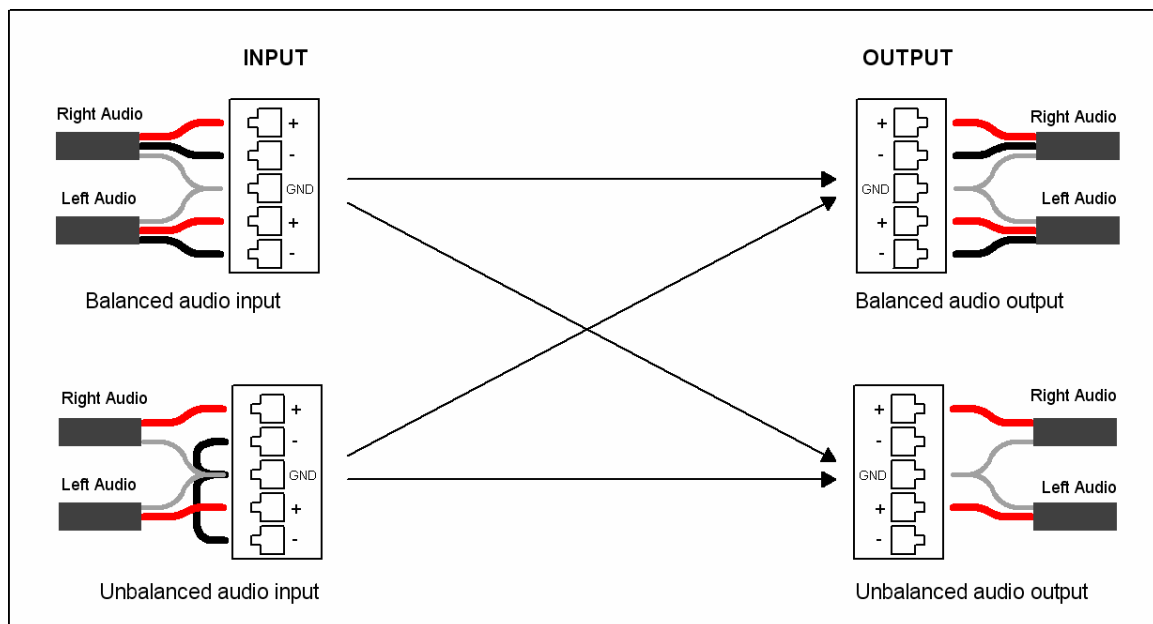 INPUT
OUTPUT
Right Audio
+
-
GND
Left Audio
+
-
Balanced audio input
+
Right Audio
-
GND
+
Left Audio
-
Balanced audio output
Right Audio
+
-
GND
Left Audio
+
-
Unbalanced audio input
Right Audio
+
-
GND
Left Audio
+
-
Unbalanced audio output